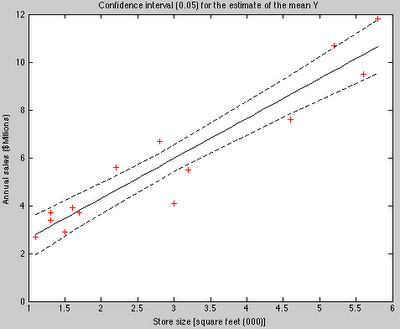 Confidence interval (0.05) for the estimate of the mean Y
12
10
8
6
4
2
0
Annual sales ($Millions)
1 1.5 2 2.5 3 3.5 4 4.5 5 5.5 6
Store size [square feet (000)]